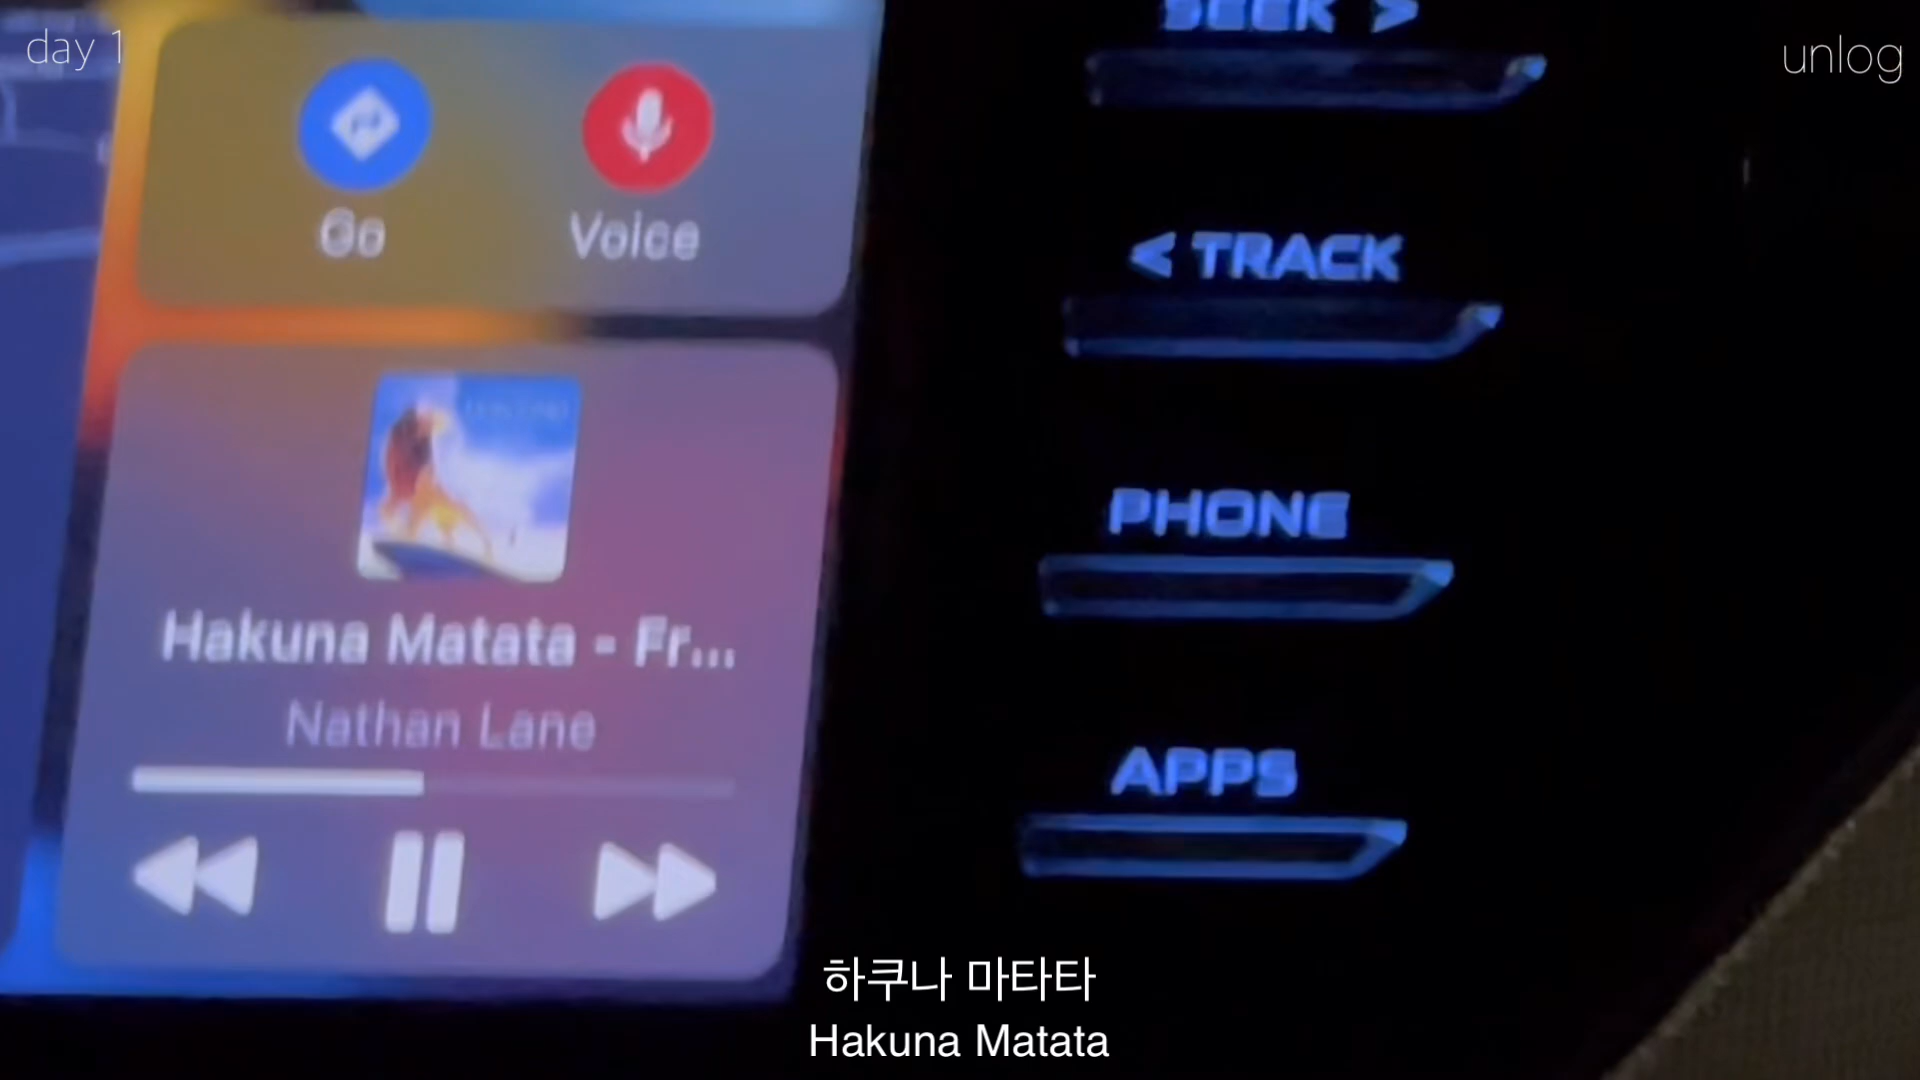 day 1
unlog
SEEK >
Go
Voice
< TRACK
PHONE
Hakuna Matata - Fr...
Nathan Lane
APPS
하쿠나 마타타
Hakuna Matata